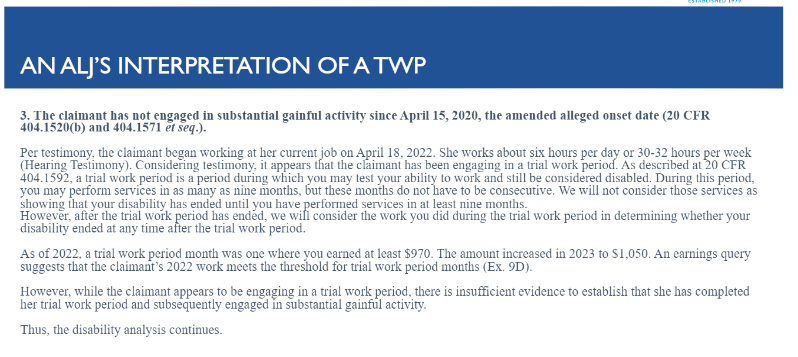 ESTABLISHED 1979
AN ALJ'S INTERPRETATION OF A TWP
3. The claimant has not engaged in substantial gainful activity since April 15, 2020, the amended alleged onset date (20 CFR
404.1520(b) and 404.1571 et seq.).
Per testimony, the claimant began working at her current job on April 18, 2022. She works about six hours per day or 30-32 hours per week
(Hearing Testimony). Considering testimony, it appears that the claimant has been engaging in a trial work period. As described at 20 CFR
404.1592, a trial work period is a period during which you may test your ability to work and still be considered disabled. During this period,
you may perform services in as many as nine months, but these months do not have to be consecutive. We will not consider those services as
showing that your disability has ended until you have performed services in at least nine months.
However, after the trial work period has ended, we will consider the work you did during the trial work period in determining whether your
disability ended at any time after the trial work period.
As of 2022, a trial work period month was one where you earned at least $970. The amount increased in 2023 to $1,050. An earnings query
suggests that the claimant's 2022 work meets the threshold for trial work period months (Ex. 9D).
However, while the claimant appears to be engaging in a trial work period, there is insufficient evidence to establish that she has completed
her trial work period and subsequently engaged in substantial gainful activity.
Thus, the disability analysis continues.